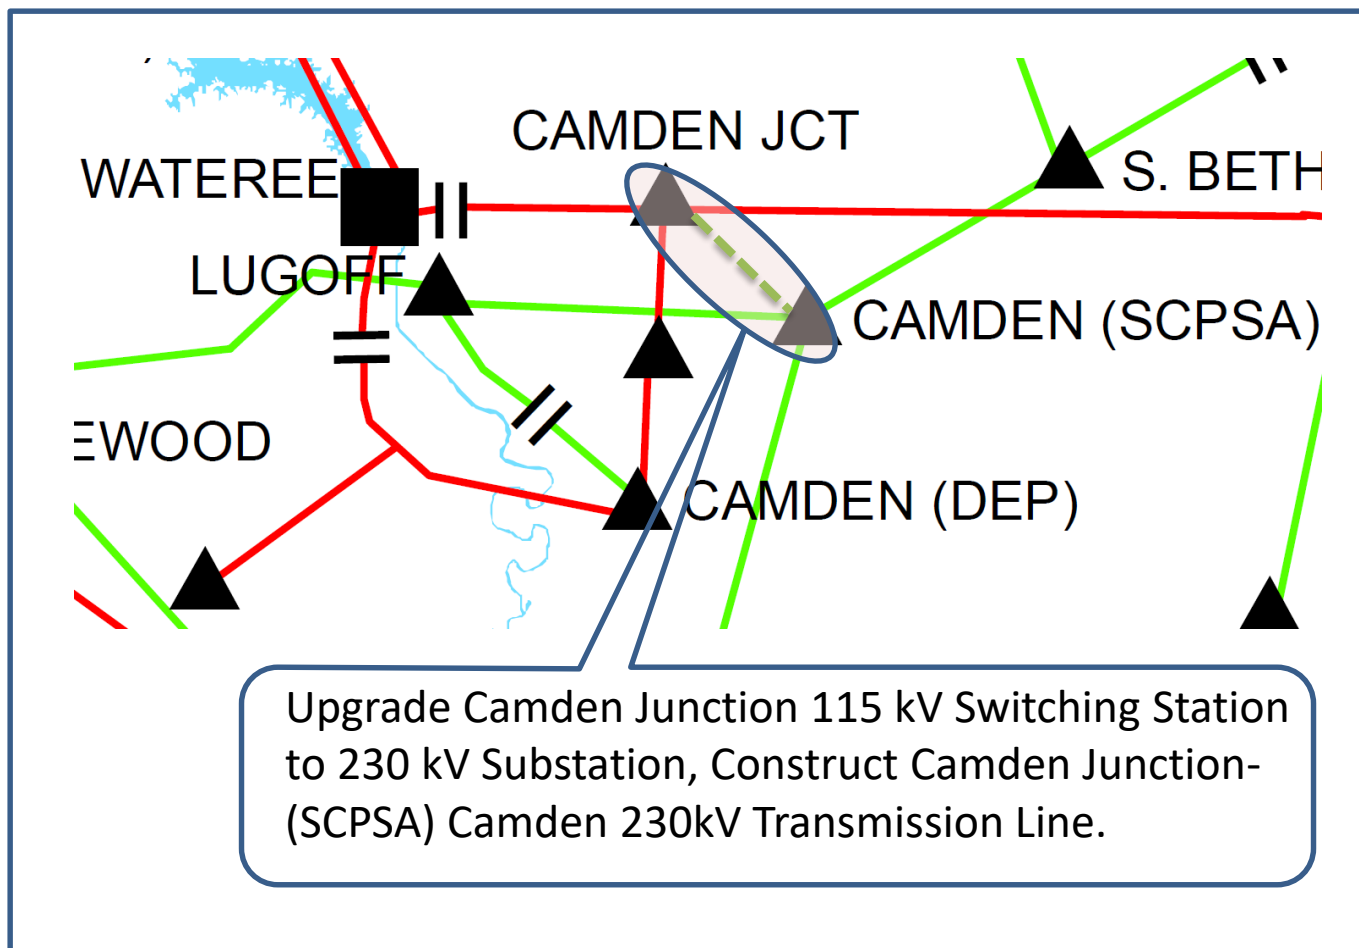 CAMDEN JCT
WATEREE
S. BETH
LUGOFF
CAMDEN (SCPSA)
EWOOD
CAMDEN (DEP)
Upgrade Camden Junction 115 kV Switching Station
to 230 kV Substation, Construct Camden Junction-
(SCPSA) Camden 230kV Transmission Line.